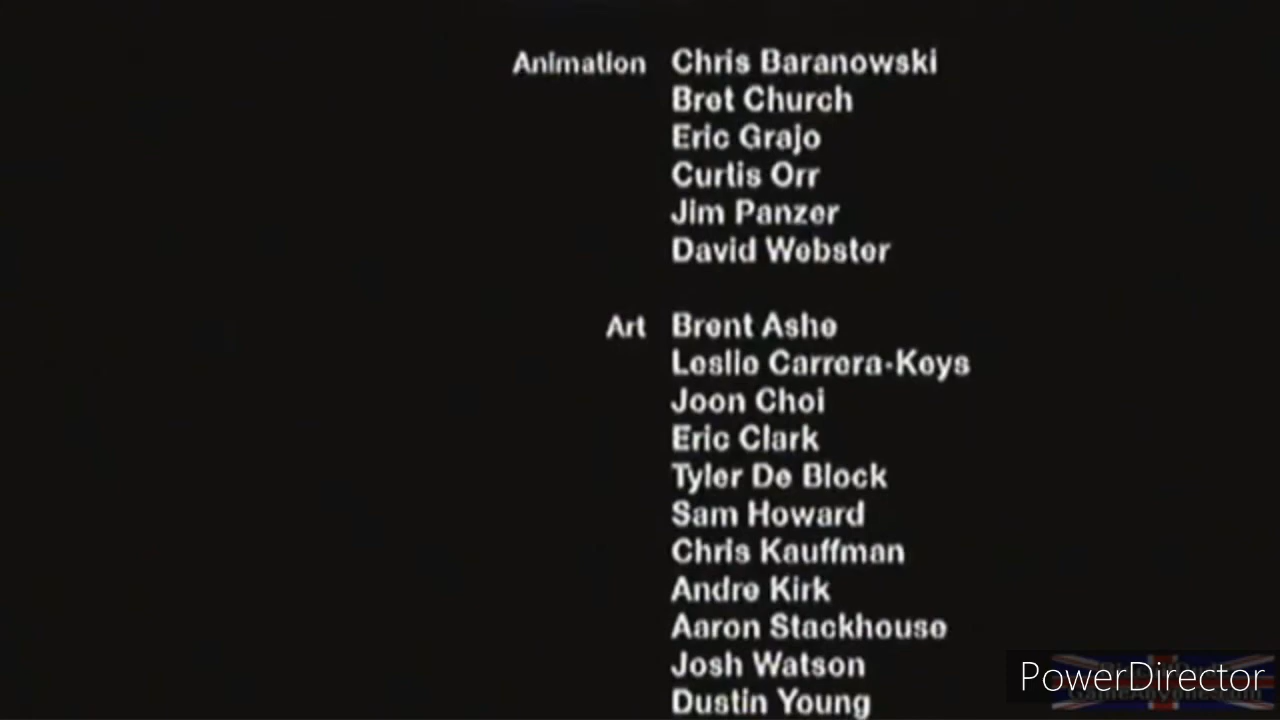 Animation Chris Baranowski
Bret Church
Eric Grajo
Curtis Orr
Jim Panzer
David Webster
Art Brent Ashe
Leslie Carrera-Keys
Joon Choi
Eric Clark
Tyler De Block
Sam Howard
Chris Kauffman
Andre Kirk
Aaron Stackhouse
Josh Watson
Dustin Young
PowerDirector